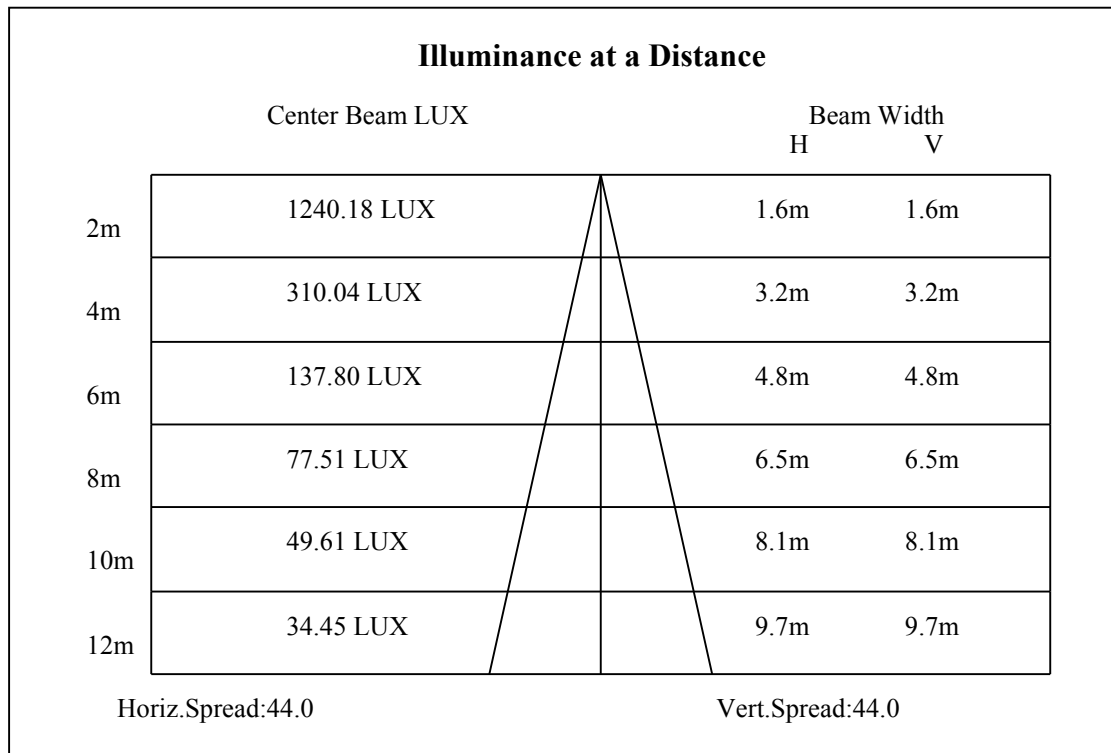 Illuminance at a Distance
Center Beam LUX Beam Width
H V
2m 1240.18 LUX 1.6m 1.6m
4m 310.04 LUX 3.2m 3.2m
6m 137.80 LUX 4.8m 4.8m
8m 77.51 LUX 6.5m 6.5m
10m 49.61 LUX 8.1m 8.1m
12m 34.45 LUX 9.7m 9.7m
Horiz.Spread:44.0 Vert.Spread:44.0